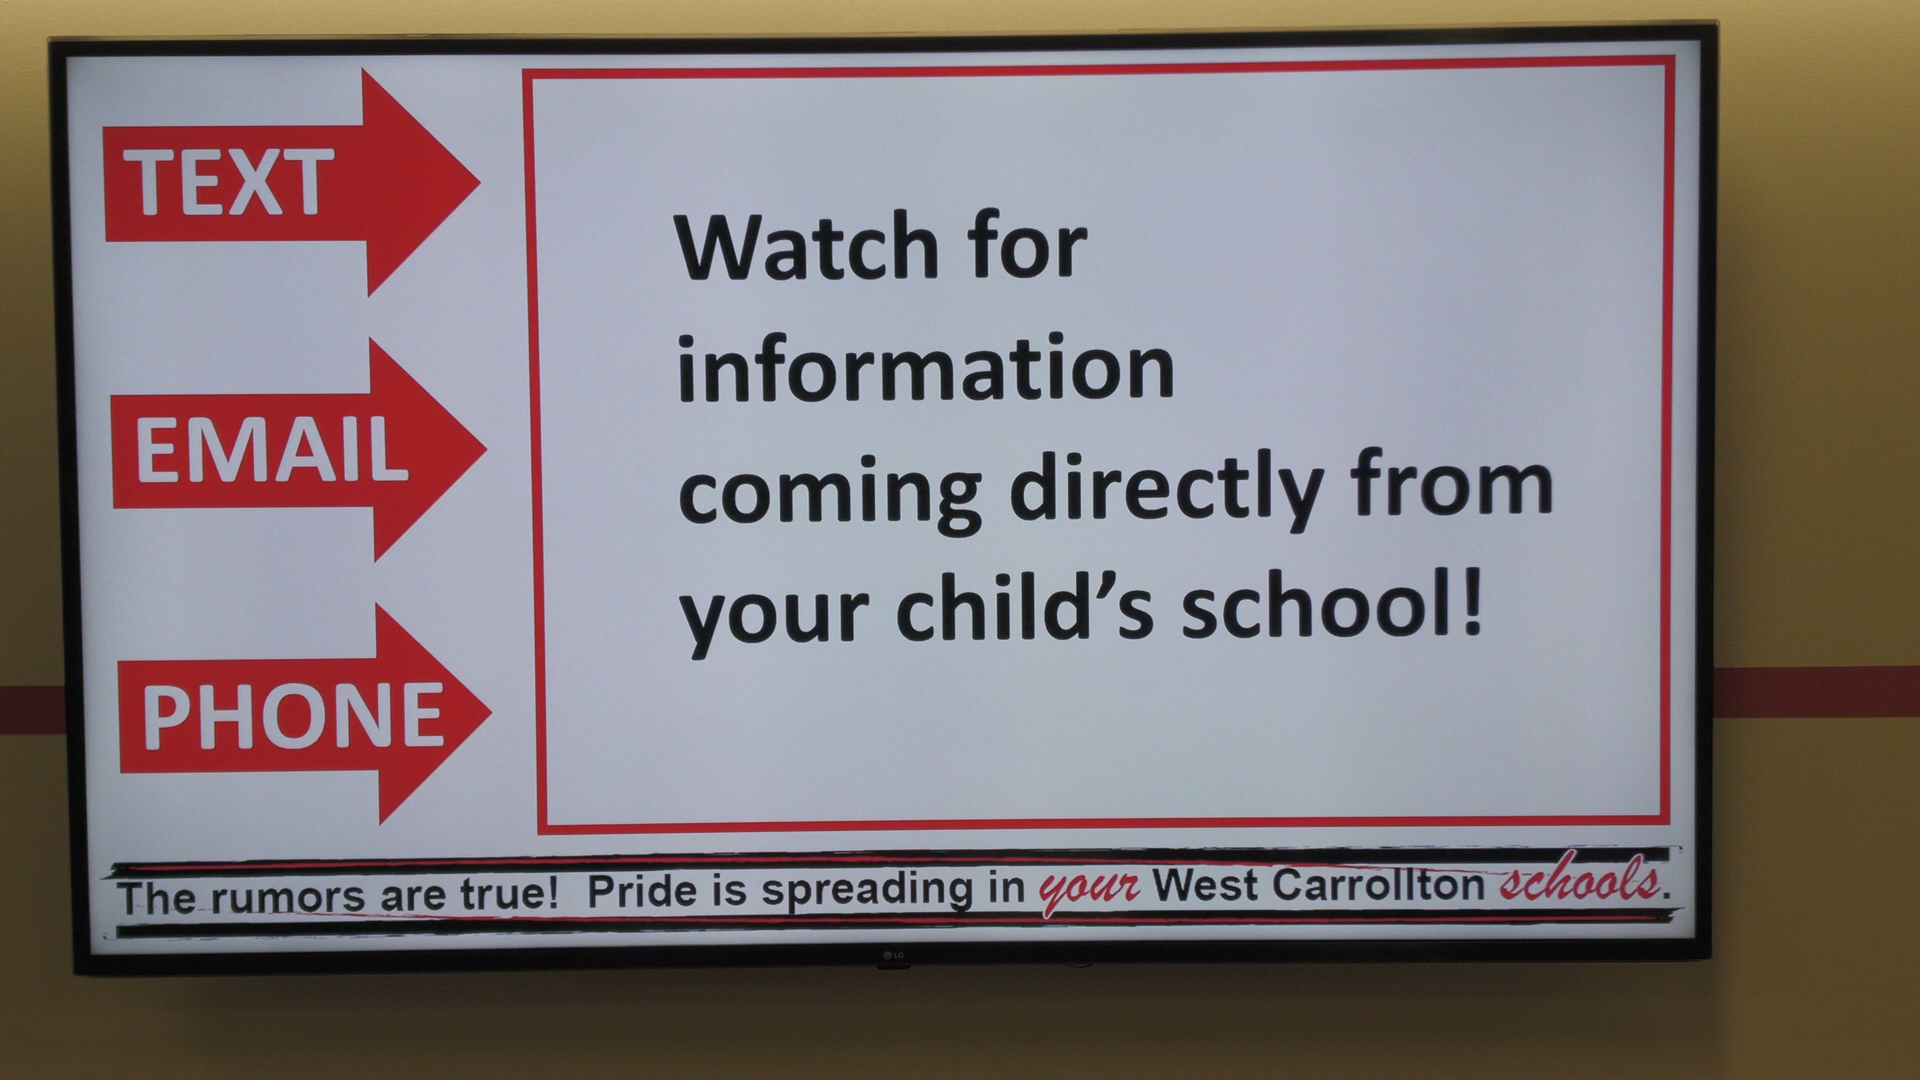 TEXT
EMAIL
PHONE
Watch for
information
coming directly from
your child’s school!
The rumors are true! Pride is spreading in your West Carrollton schools.
LG